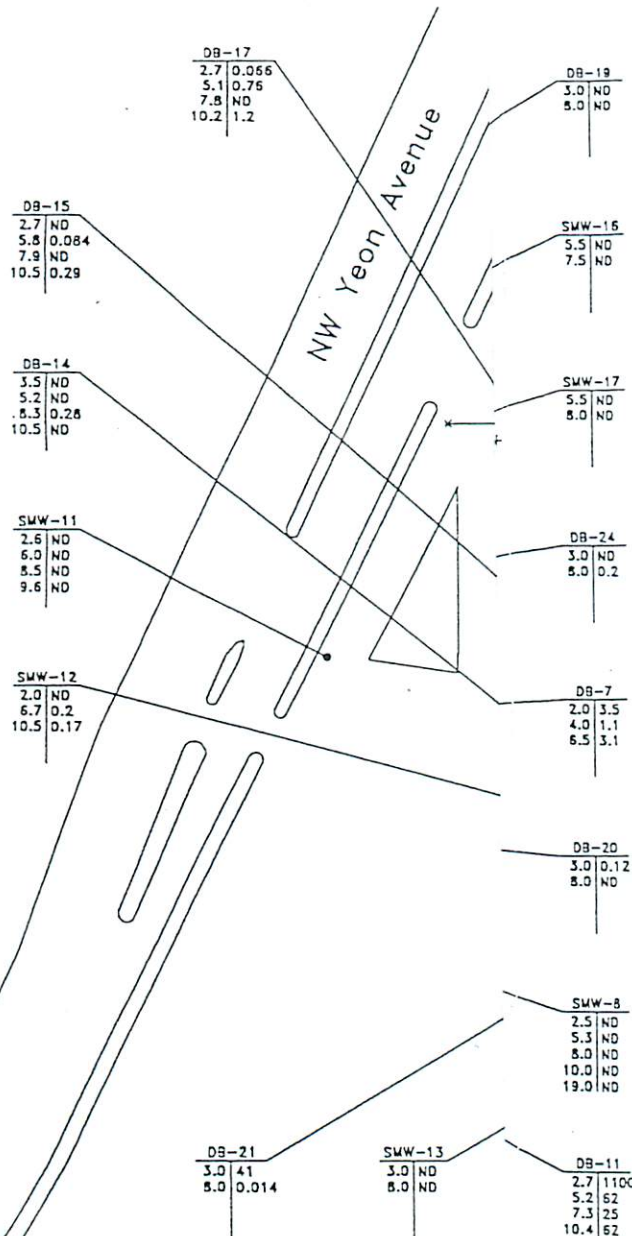 DB-17
2.7 0.066
5.1 0.76
7.8 ND
10.2 1.2
DB-19
3.0 ND
8.0 ND
NW Yeon Avenue
DB-15
2.7 ND
5.8 0.084
7.9 ND
10.5 0.29
SMW-16
5.5 ND
7.5 ND
DB-14
3.5 ND
5.2 ND
8.3 0.28
10.5 ND
SMW-17
5.5 ND
8.0 ND
SMW-11
2.6 ND
6.0 ND
8.5 ND
9.6 ND
DB-24
3.0 ND
8.0 0.2
SMW-12
2.0 ND
6.7 0.2
10.5 0.17
DB-7
2.0 3.5
4.0 1.1
6.5 3.1
DB-20
3.0 0.12
8.0 ND
SMW-8
2.5 ND
5.3 ND
8.0 ND
10.0 ND
19.0 ND
DB-21
3.0 41
8.0 0.014
SMW-13
3.0 ND
8.0 ND
DB-11
2.7 1100
5.2 62
7.3 25
10.4 62